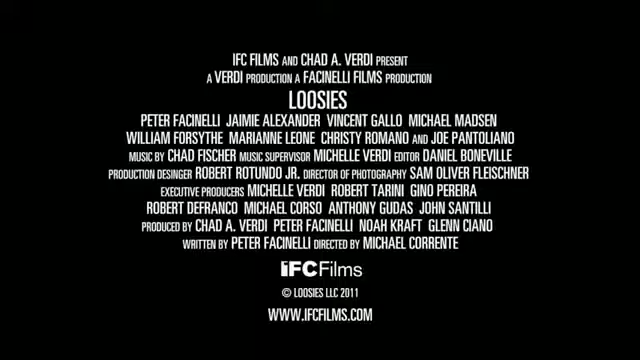 IFC FILMS AND CHAD A. VERDI PRESENT
A VERDI PRODUCTION A FACINELLI FILMS PRODUCTION
LOOSIES
PETER FACINELLI JAIMIE ALEXANDER VINCENT GALLO MICHAEL MADSEN
WILLIAM FORSYTHE MARIANNE LEONE CHRISTY ROMANO AND JOE PANTOLIANO
MUSIC BY CHAD FISCHER MUSIC SUPERVISOR MICHELLE VERDI EDITOR DANIEL BONEVILLE
PRODUCTION DESINGER ROBERT ROTUNDO JR. DIRECTOR OF PHOTOGRAPHY SAM OLIVER FLEISCHNER
EXECUTIVE PRODUCERS MICHELLE VERDI ROBERT TARINI GINO PEREIRA
ROBERT DEFRANCO MICHAEL CORSO ANTHONY GUDAS JOHN SANTILLI
PRODUCED BY CHAD A. VERDI PETER FACINELLI NOAH KRAFT GLENN CIANO
WRITTEN BY PETER FACINELLI DIRECTED BY MICHAEL CORRENTE
IFC Films
© LOOSIES LLC 2011
WWW.IFCFILMS.COM